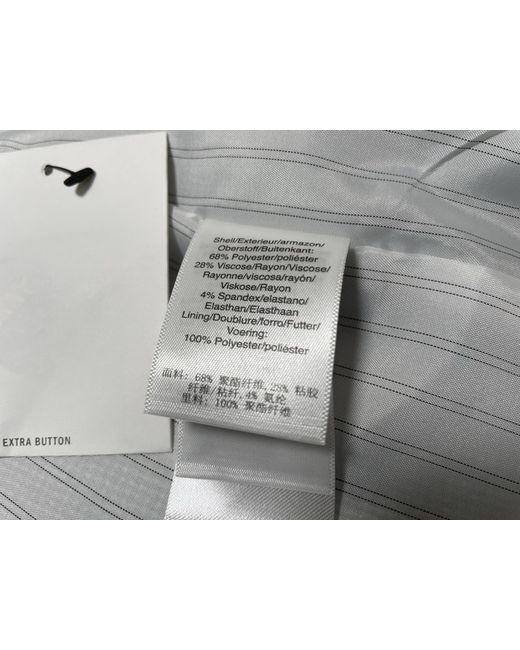 Shell/Exterieur/armazon/
Oberstoff/Buitenkant:
68% Polyester/poliéster
28% Viscose/Rayon/Viscose/
Rayonne/viscosa/rayón/
Viskose/Rayon
4% Spandex/elastano/
Elasthan/Elasthaan
Lining/Doublure/forro/Futter/
Voering:
100% Polyester/poliéster
面料: 68% 聚酯纤维,28% 粘胶
纤维/粘纤,4% 氨纶
里料: 100% 聚酯纤维
EXTRA BUTTON